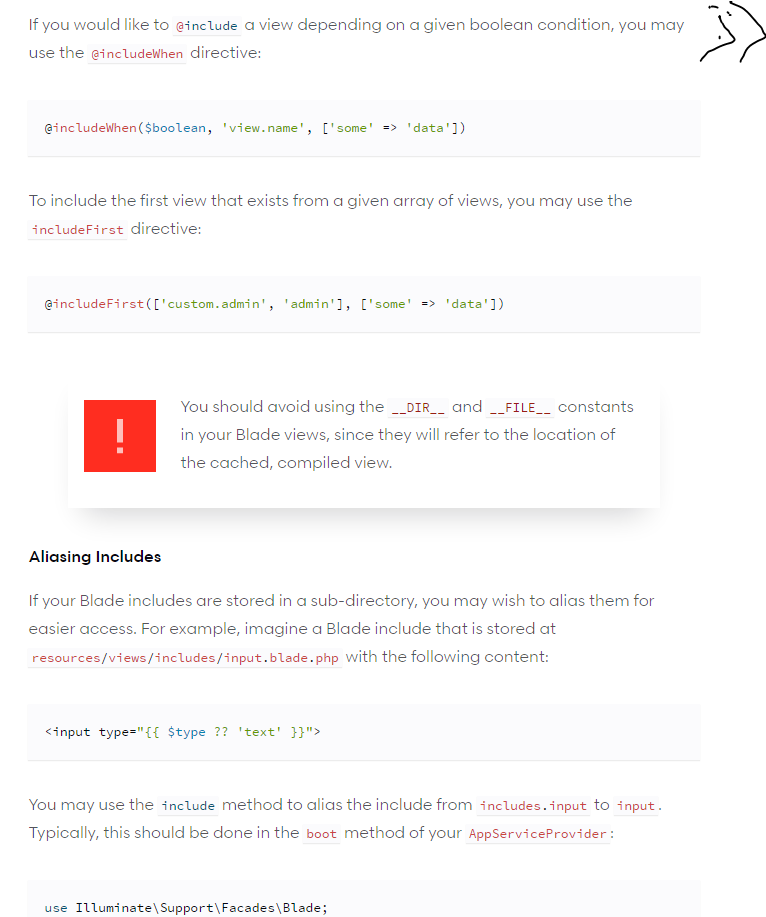 If you would like to @include a view depending on a given boolean condition, you may
use the @includeWhen directive:
@includeWhen($boolean, 'view.name', ['some' => 'data'])
To include the first view that exists from a given array of views, you may use the
includeFirst directive:
@includeFirst(['custom.admin', 'admin'], ['some' => 'data'])
!
You should avoid using the __DIR__ and __FILE__ constants
in your Blade views, since they will refer to the location of
the cached, compiled view.
Aliasing Includes
If your Blade includes are stored in a sub-directory, you may wish to alias them for
easier access. For example, imagine a Blade include that is stored at
resources/views/includes/input.blade.php with the following content:
<input type="{{ $type ?? 'text' }}">
You may use the include method to alias the include from includes.input to input.
Typically, this should be done in the boot method of your AppServiceProvider:
use Illuminate\Support\Facades\Blade;